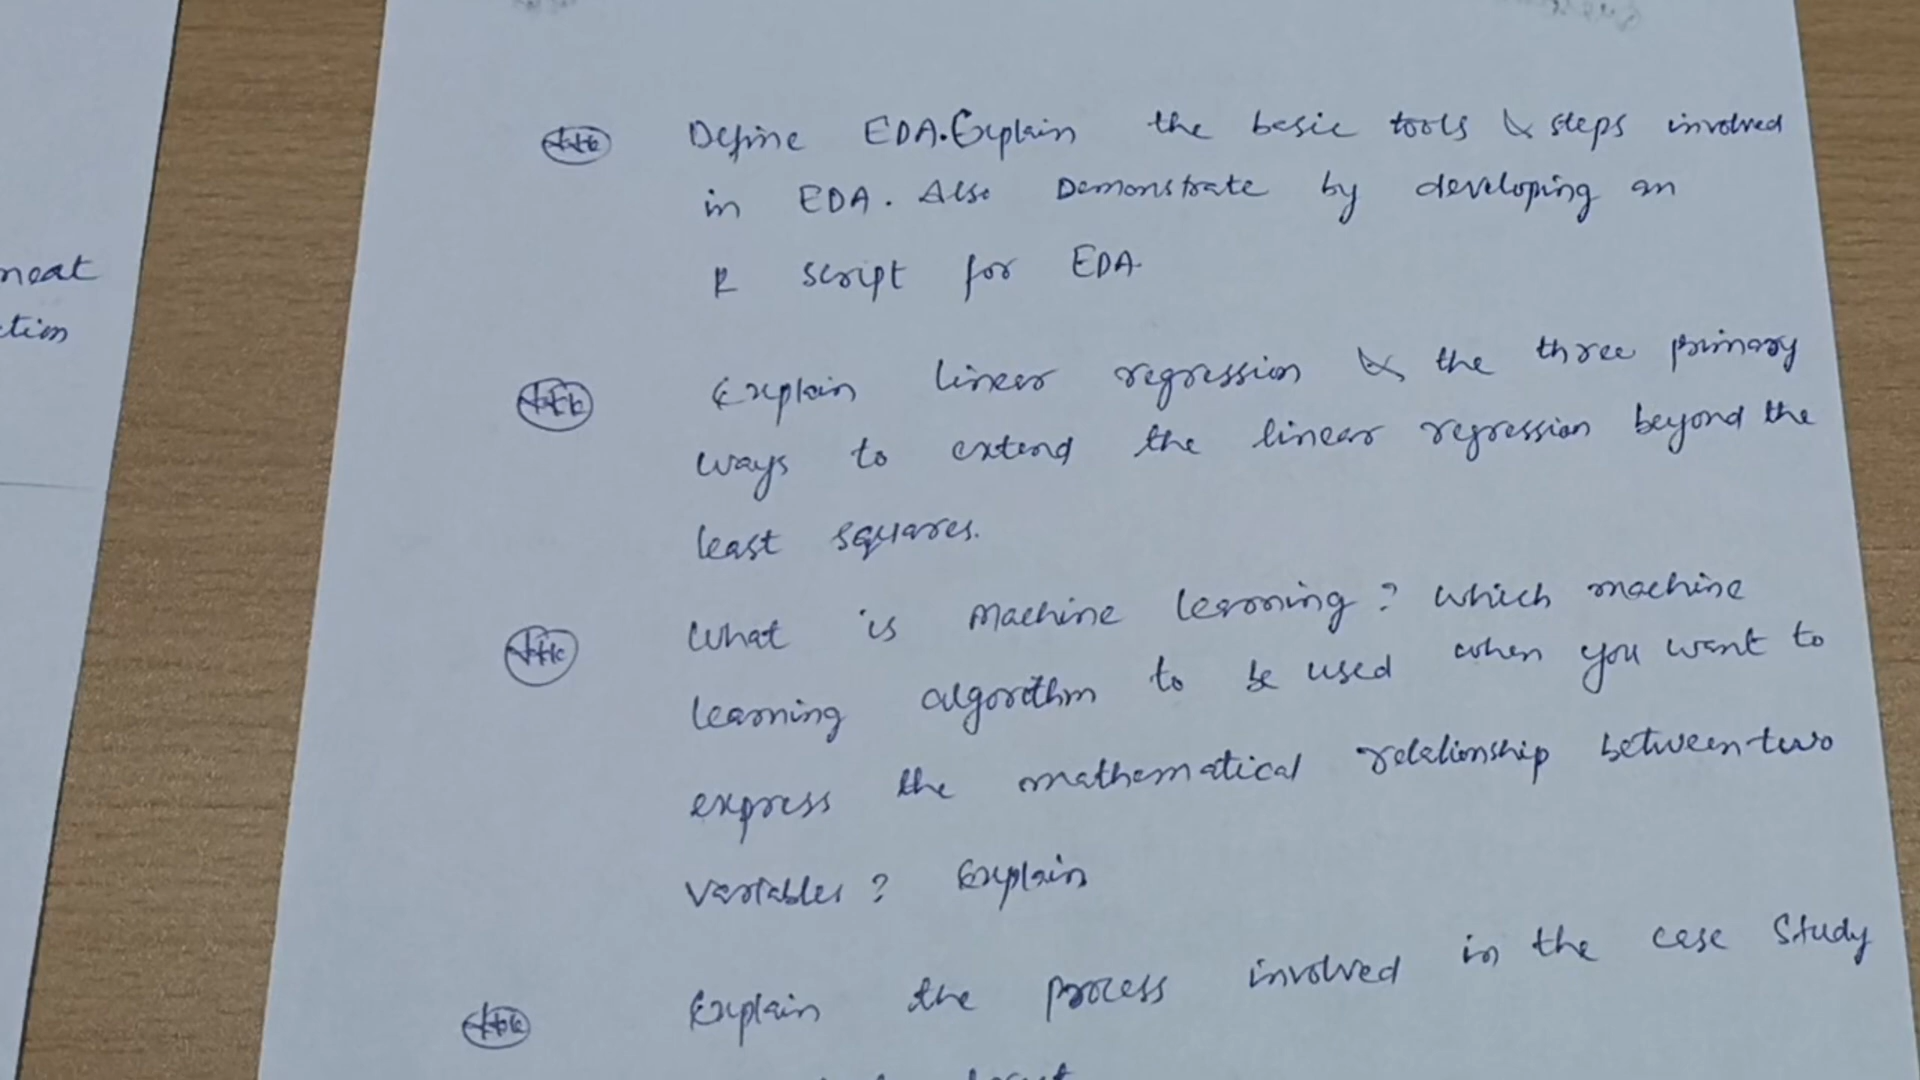 neat
ction
Define EDA. Explain the basic tools & steps involved
in EDA. Also Demonstrate by developing an
R script for EDA
Explain linear regression & the three primary
ways to extend the linear regression beyond the
least squares.
What is Machine learning? Which machine
learning algorithm to be used when you want to
express the mathematical relationship between two
variables? Explain
Explain the process involved in the case Study